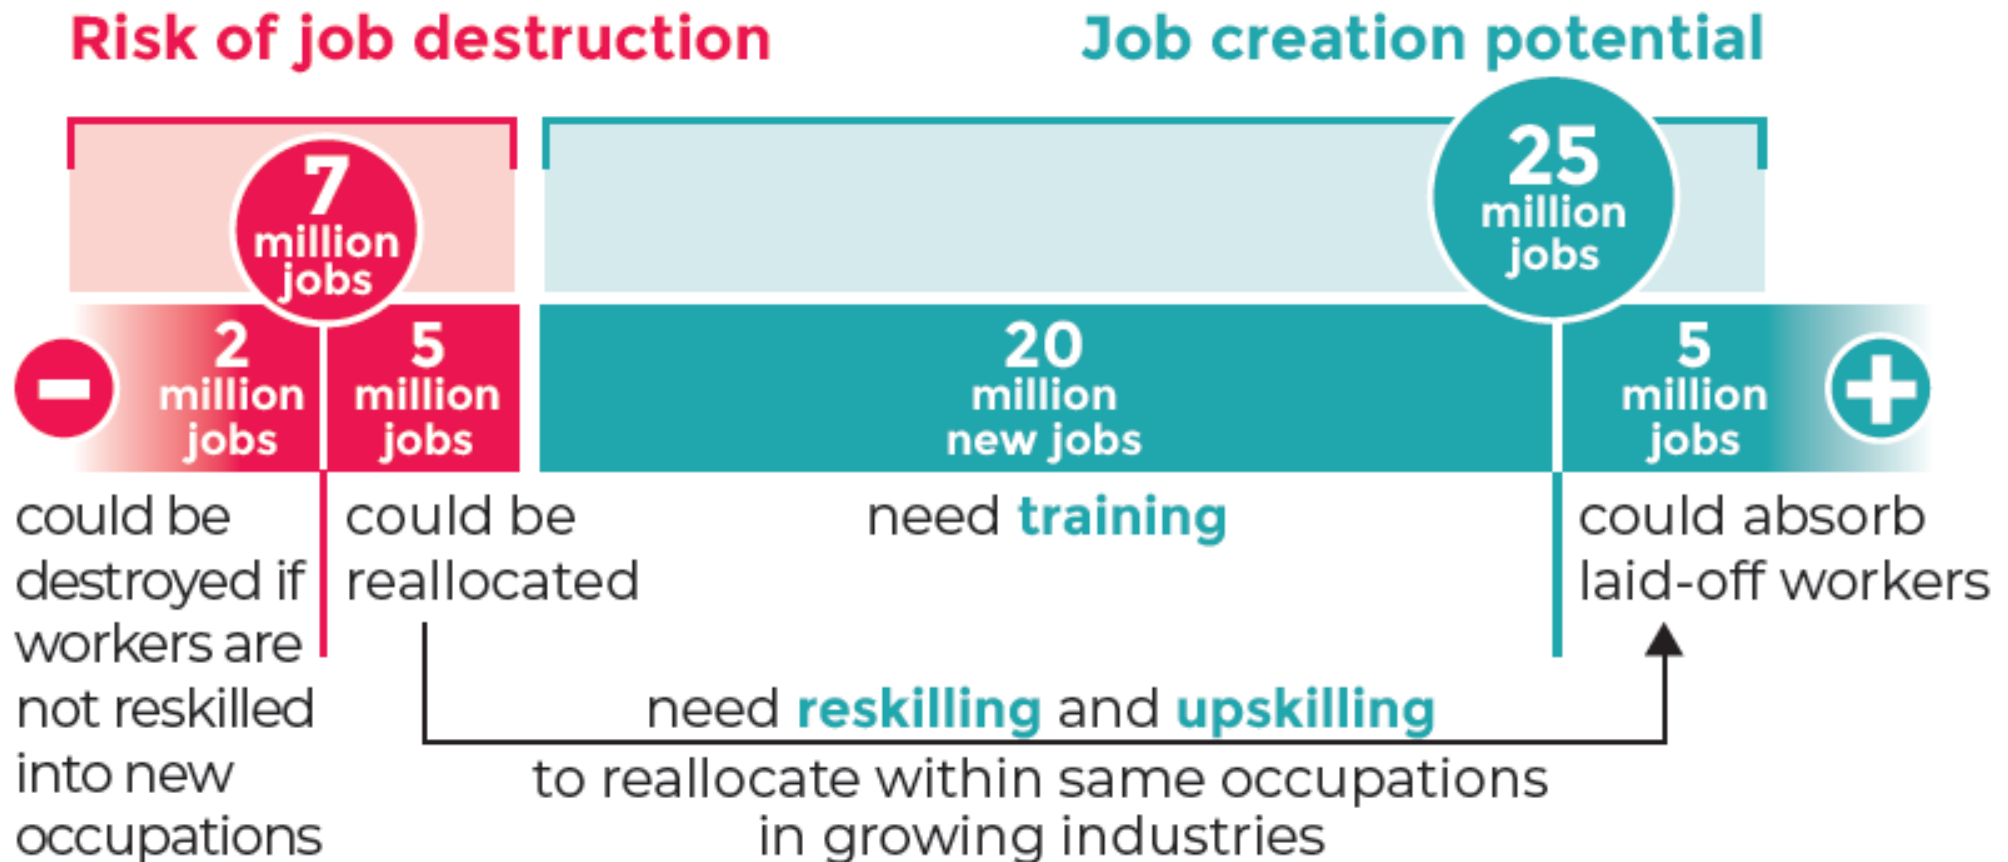 Risk of job destruction
Job creation potential
7
million
jobs
25
million
jobs
2
million
jobs
5
million
jobs
20
million
new jobs
5
million
jobs
could be
destroyed if
workers are
not reskilled
into new
occupations
could be
reallocated
need training
could absorb
laid-off workers
need reskilling and upskilling
to reallocate within same occupations
in growing industries